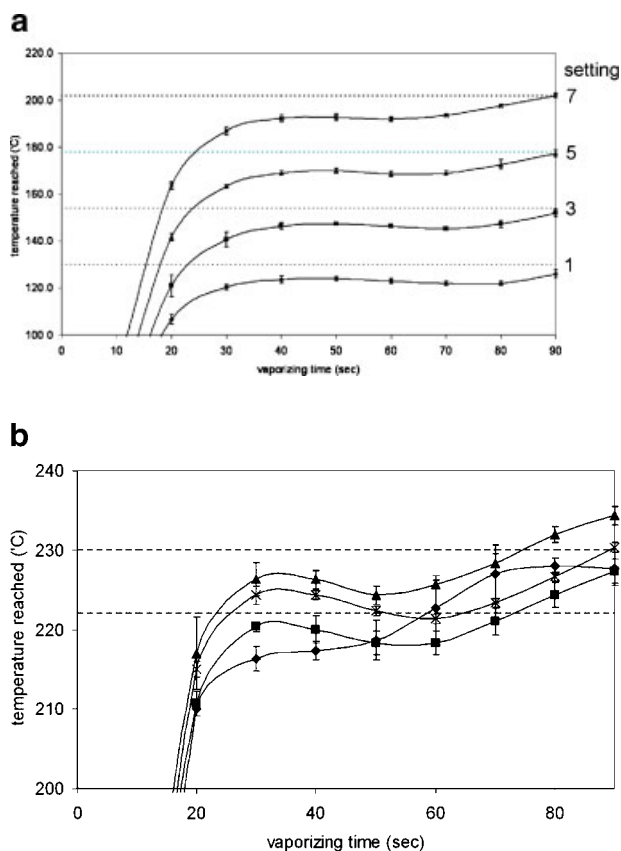 a
220.0
200.0
180.0
160.0
140.0
120.0
100.0
temperature reached (°C)
0 10 20 30 40 50 60 70 80 90
vaporizing time (sec)
setting
7
5
3
1
b
240
230
220
210
200
temperature reached (°C)
0 20 40 60 80
vaporizing time (sec)